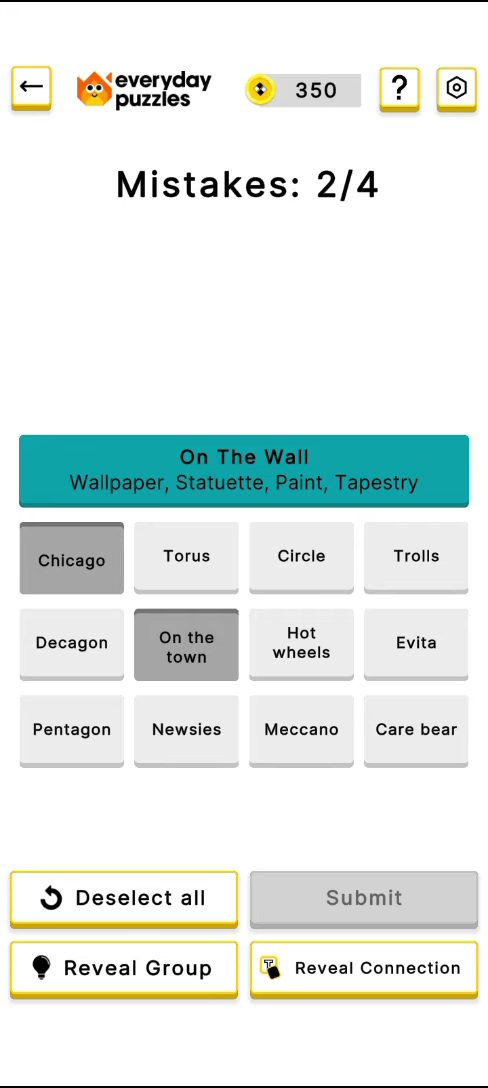 everyday
puzzles
350
?
Mistakes: 2/4
On The Wall
Wallpaper, Statuette, Paint, Tapestry
Chicago
Torus
Circle
Trolls
Decagon
On the
town
Hot
wheels
Evita
Pentagon
Newsies
Meccano
Care bear
Deselect all
Submit
Reveal Group
Reveal Connection